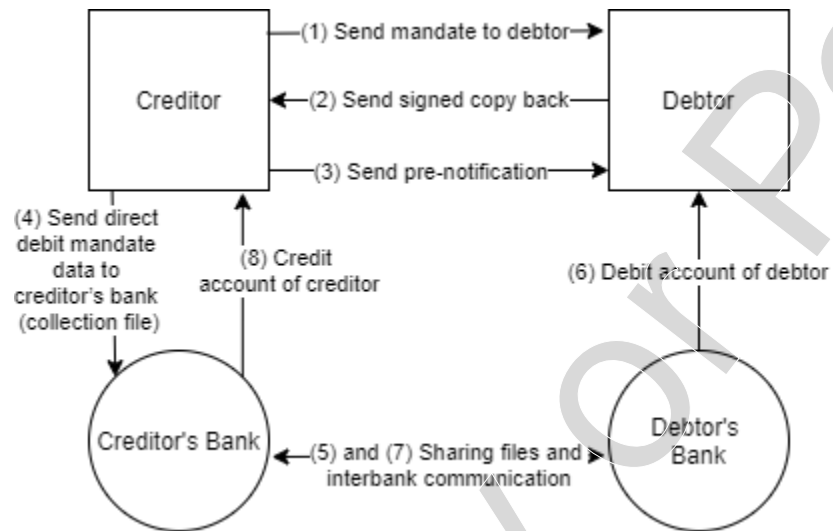 (1) Send mandate to debtor
Creditor
(2) Send signed copy back
Debtor
(3) Send pre-notification
(4) Send direct
debit mandate
data to
creditor's bank
(collection file)
(8) Credit
account of creditor
(6) Debit account of debtor
Creditor's Bank
(5) and (7) Sharing files and
interbank communication
Debtor's
Bank
or